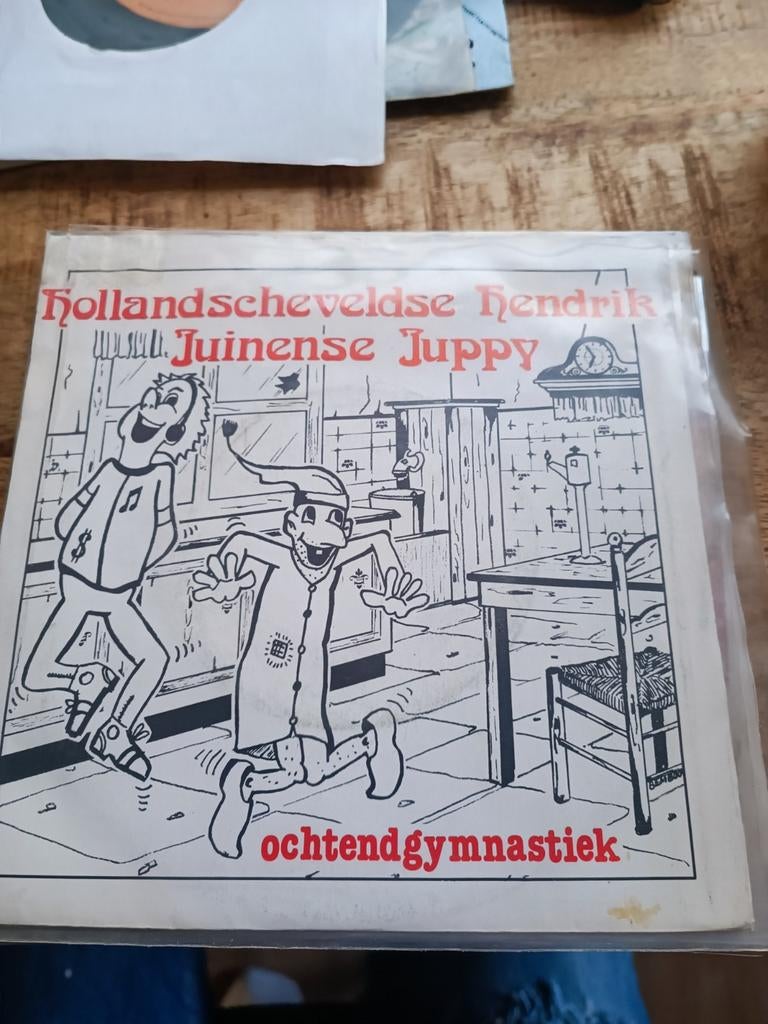 Hollandscheveldse Hendrik
Juinense Juppy
$
ochtendgymnastiek